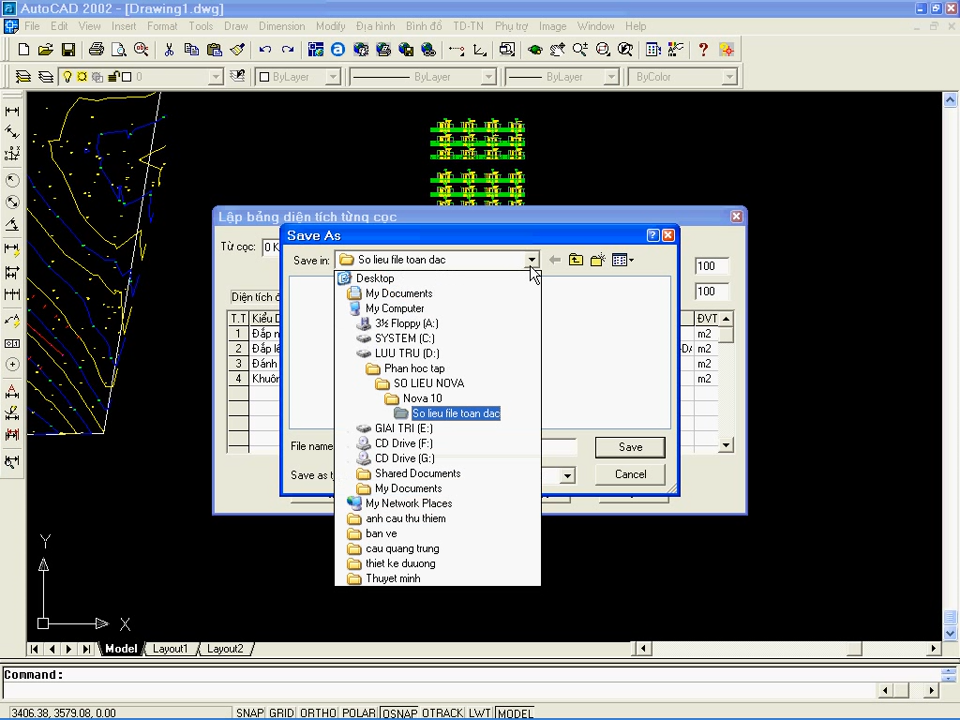 AutoCAD 2002 - [Drawing1.dwg]
File Edit View Insert Format Tools Draw Dimension Modify Địa hình Bình đồ TD-TN Phụ trợ Image Window Help
0 ByLayer ByLayer ByLayer ByColor
Lập bảng diện tích từng cọc
Save As
Từ cọc: 0 K
Save in: So lieu file toan dac
100
Desktop
My Documents
100
Diện tích đ
My Computer
T.T Kiểu D ĐVT
3½ Floppy (A:)
1 Đắp n m2
SYSTEM (C:)
2 Đắp lề m2
LUU TRU (D:)
3 Đánh m2
Phan hoc tap
4 Khuôn m2
SO LIEU NOVA
Nova 10
So lieu file toan dac
GIAI TRI (E:)
CD Drive (F:)
File name Save
CD Drive (G:)
Shared Documents
Save as ty Cancel
My Documents
My Network Places
anh cau thu thiem
ban ve
cau quang trung
thiet ke duuong
Thuyet minh
Y
X
Model Layout1 Layout2
Command:
3406.38, 3579.08, 0.00 SNAP GRID ORTHO POLAR OSNAP OTRACK LWT MODEL